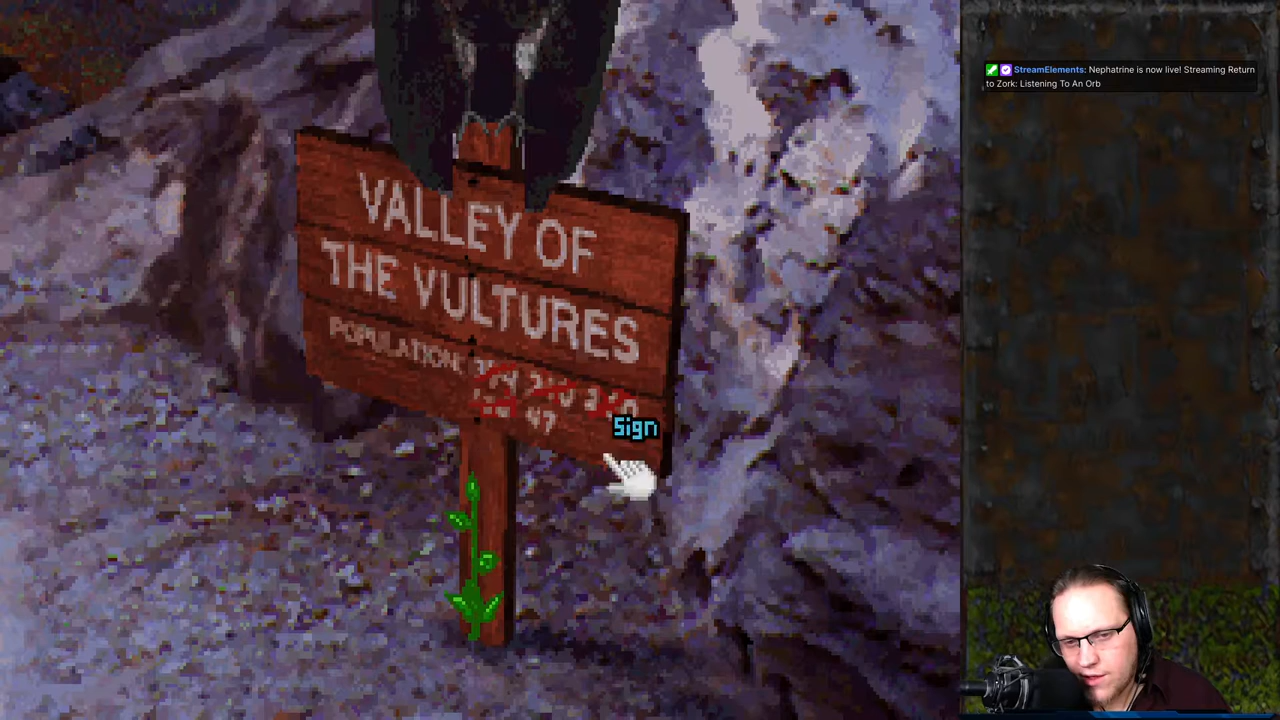 VALLEY OF
THE VULTURES
POPULATION:
47
Sign
StreamElements: Nephatrine is now live! Streaming Return
to Zork: Listening To An Orb